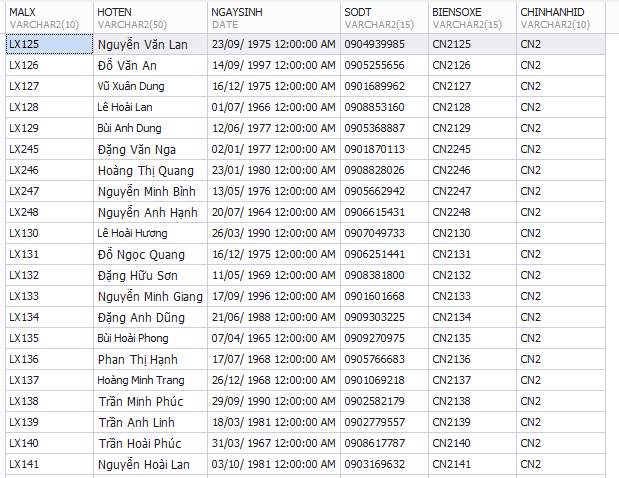 MALX HOTEN NGAYSINH SODT BIENSOXE CHINHANHID
VARCHAR2(10) VARCHAR2(50) DATE VARCHAR2(15) VARCHAR2(15) VARCHAR2(10)
LX125 Nguyễn Văn Lan 23/09/ 1975 12:00:00 AM 0904939985 CN2125 CN2
LX126 Đỗ Văn An 14/09/ 1997 12:00:00 AM 0905255656 CN2126 CN2
LX127 Vũ Xuân Dung 16/12/ 1975 12:00:00 AM 0901689962 CN2127 CN2
LX128 Lê Hoài Lan 01/07/ 1966 12:00:00 AM 0908853160 CN2128 CN2
LX129 Bùi Anh Dung 12/06/ 1977 12:00:00 AM 0905368887 CN2129 CN2
LX245 Đặng Văn Nga 02/01/ 1977 12:00:00 AM 0901870113 CN2245 CN2
LX246 Hoàng Thị Quang 23/01/ 1980 12:00:00 AM 0908828026 CN2246 CN2
LX247 Nguyễn Minh Bình 13/05/ 1976 12:00:00 AM 0905662942 CN2247 CN2
LX248 Nguyễn Anh Hạnh 20/07/ 1964 12:00:00 AM 0906615431 CN2248 CN2
LX130 Lê Hoài Hương 26/03/ 1990 12:00:00 AM 0907049733 CN2130 CN2
LX131 Đỗ Ngọc Quang 16/12/ 1975 12:00:00 AM 0906251441 CN2131 CN2
LX132 Đặng Hữu Sơn 11/05/ 1969 12:00:00 AM 0908381800 CN2132 CN2
LX133 Nguyễn Minh Giang 17/09/ 1996 12:00:00 AM 0901601668 CN2133 CN2
LX134 Đặng Anh Dũng 21/06/ 1988 12:00:00 AM 0909303225 CN2134 CN2
LX135 Bùi Hoài Phong 07/04/ 1965 12:00:00 AM 0909270975 CN2135 CN2
LX136 Phan Thị Hạnh 17/07/ 1968 12:00:00 AM 0905766683 CN2136 CN2
LX137 Hoàng Minh Trang 26/12/ 1968 12:00:00 AM 0901069218 CN2137 CN2
LX138 Trần Minh Phúc 29/09/ 1990 12:00:00 AM 0902582179 CN2138 CN2
LX139 Trần Anh Linh 18/03/ 1981 12:00:00 AM 0902779557 CN2139 CN2
LX140 Trần Hoài Phúc 31/03/ 1967 12:00:00 AM 0908617787 CN2140 CN2
LX141 Nguyễn Hoài Lan 03/10/ 1981 12:00:00 AM 0903169632 CN2141 CN2